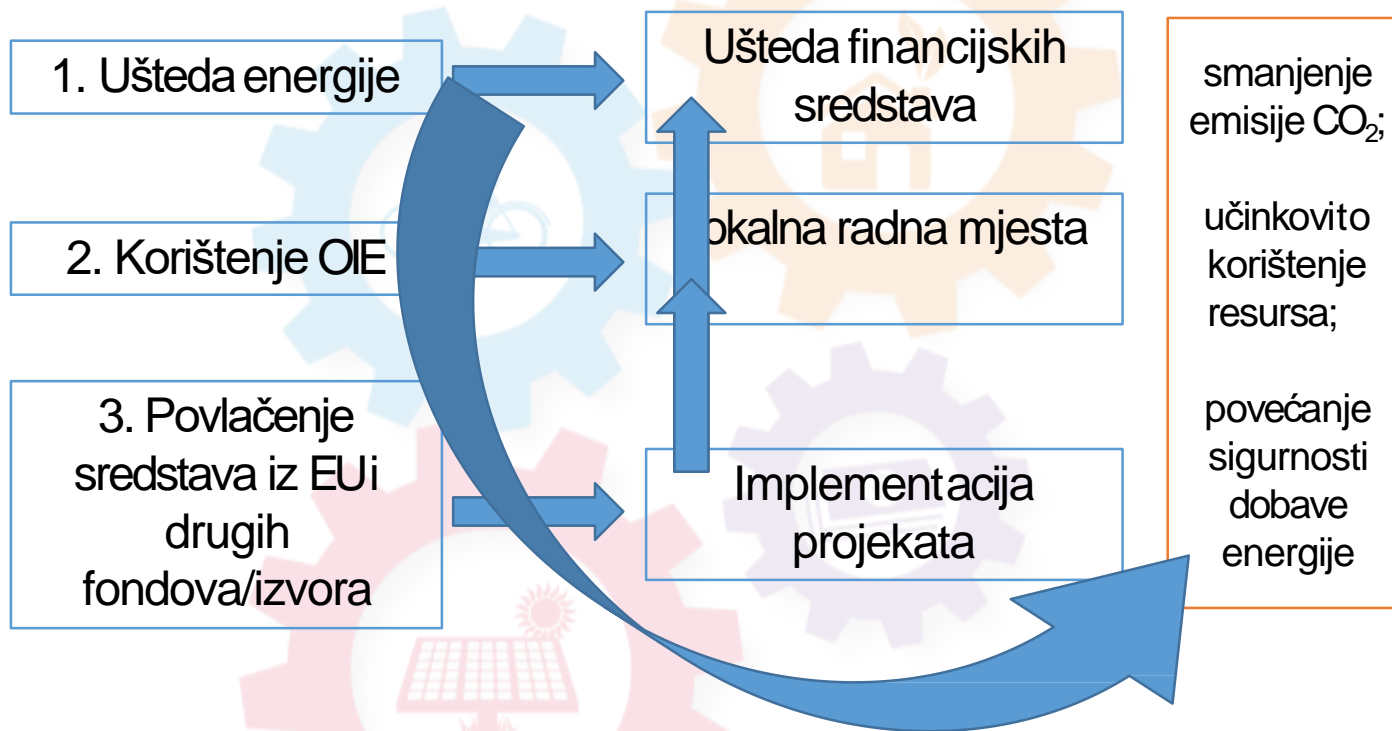 1. Ušteda energije
Ušteda financijskih
sredstava
2. Korištenje OIE
okalna radna mjesta
3. Povlačenje
sredstava iz EU i
drugih
fondova/izvora
Implementacija
projekata
smanjenje
emisije CO₂;
učinkovito
korištenje
resursa;
povećanje
sigurnosti
dobave
energije